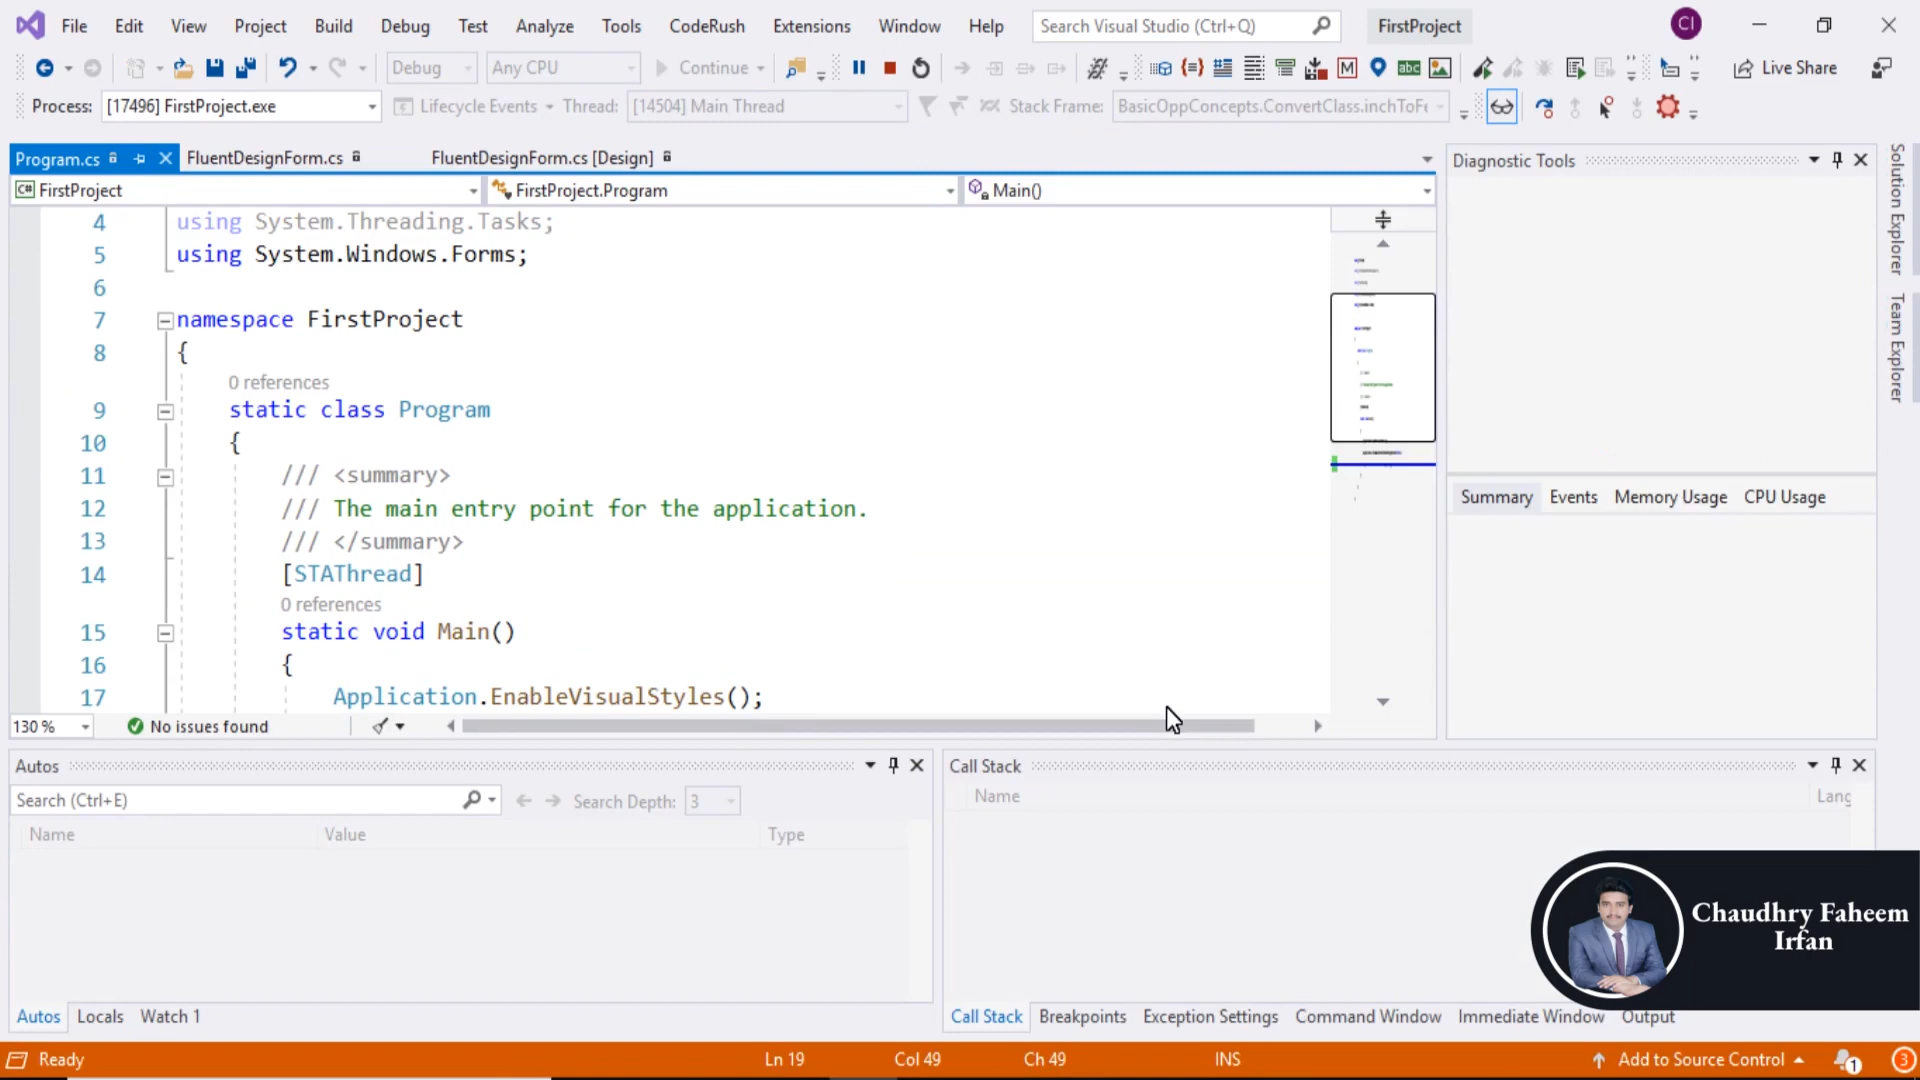 File Edit View Project Build Debug Test Analyze Tools CodeRush Extensions Window Help Search Visual Studio (Ctrl+Q) FirstProject CI
Debug Any CPU Continue Live Share
Process: [17496] FirstProject.exe Lifecycle Events Thread: [14504] Main Thread Stack Frame: BasicOppConcepts.ConvertClass.inchToFe
Program.cs FluentDesignForm.cs FluentDesignForm.cs [Design]
FirstProject FirstProject.Program Main()
4 using System.Threading.Tasks;
5 using System.Windows.Forms;
6
7 namespace FirstProject
8 {
0 references
9 static class Program
10 {
11 /// <summary>
12 /// The main entry point for the application.
13 /// </summary>
14 [STAThread]
0 references
15 static void Main()
16 {
17 Application.EnableVisualStyles();
130 % No issues found
Diagnostic Tools
Summary Events Memory Usage CPU Usage
Solution Explorer
Team Explorer
Autos
Search (Ctrl+E) Search Depth: 3
Name Value Type
Autos Locals Watch 1
Call Stack
Name Lang
Chaudhry Faheem
Irfan
Call Stack Breakpoints Exception Settings Command Window Immediate Window Output
Ready Ln 19 Col 49 Ch 49 INS Add to Source Control 1 3